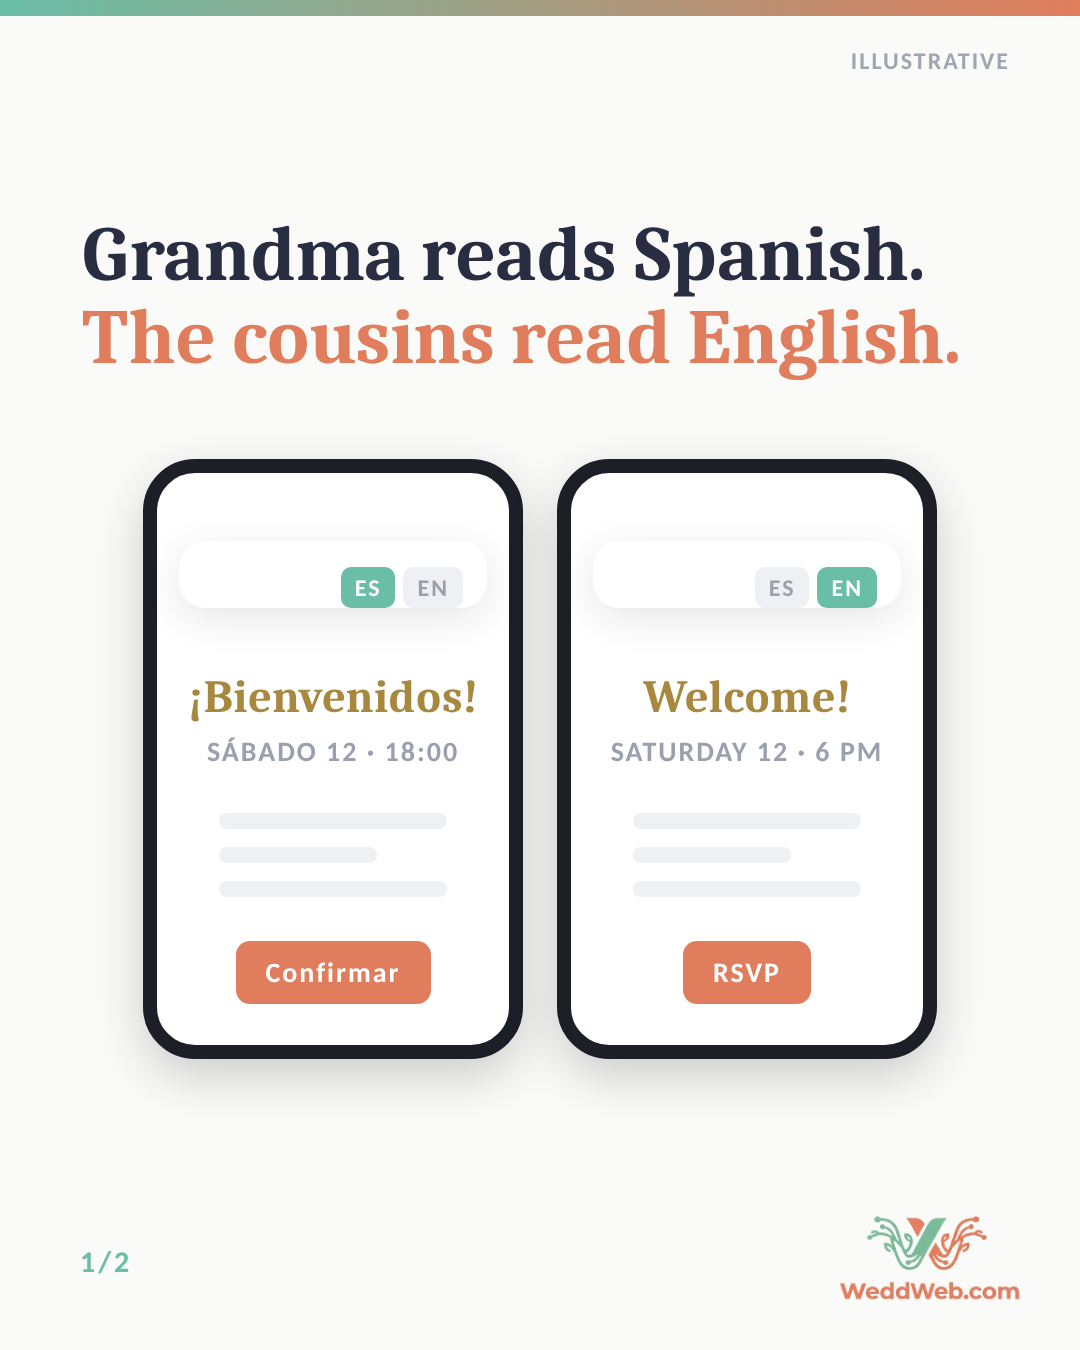 ILLUSTRATIVE
Grandma reads Spanish.
The cousins read English.
ES EN
¡Bienvenidos!
SÁBADO 12 · 18:00
Confirmar
ES EN
Welcome!
SATURDAY 12 · 6 PM
RSVP
1/2
WeddWeb.com